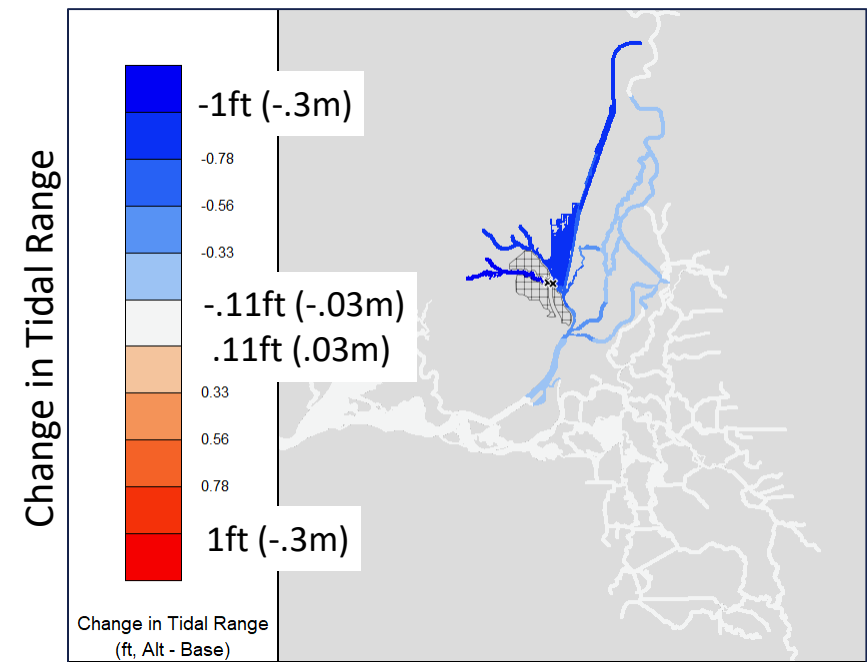 Change in Tidal Range
-1ft (-.3m)
-0.78
-0.56
-0.33
-.11ft (-.03m)
.11ft (.03m)
0.33
0.56
0.78
1ft (-.3m)
Change in Tidal Range
(ft, Alt - Base)